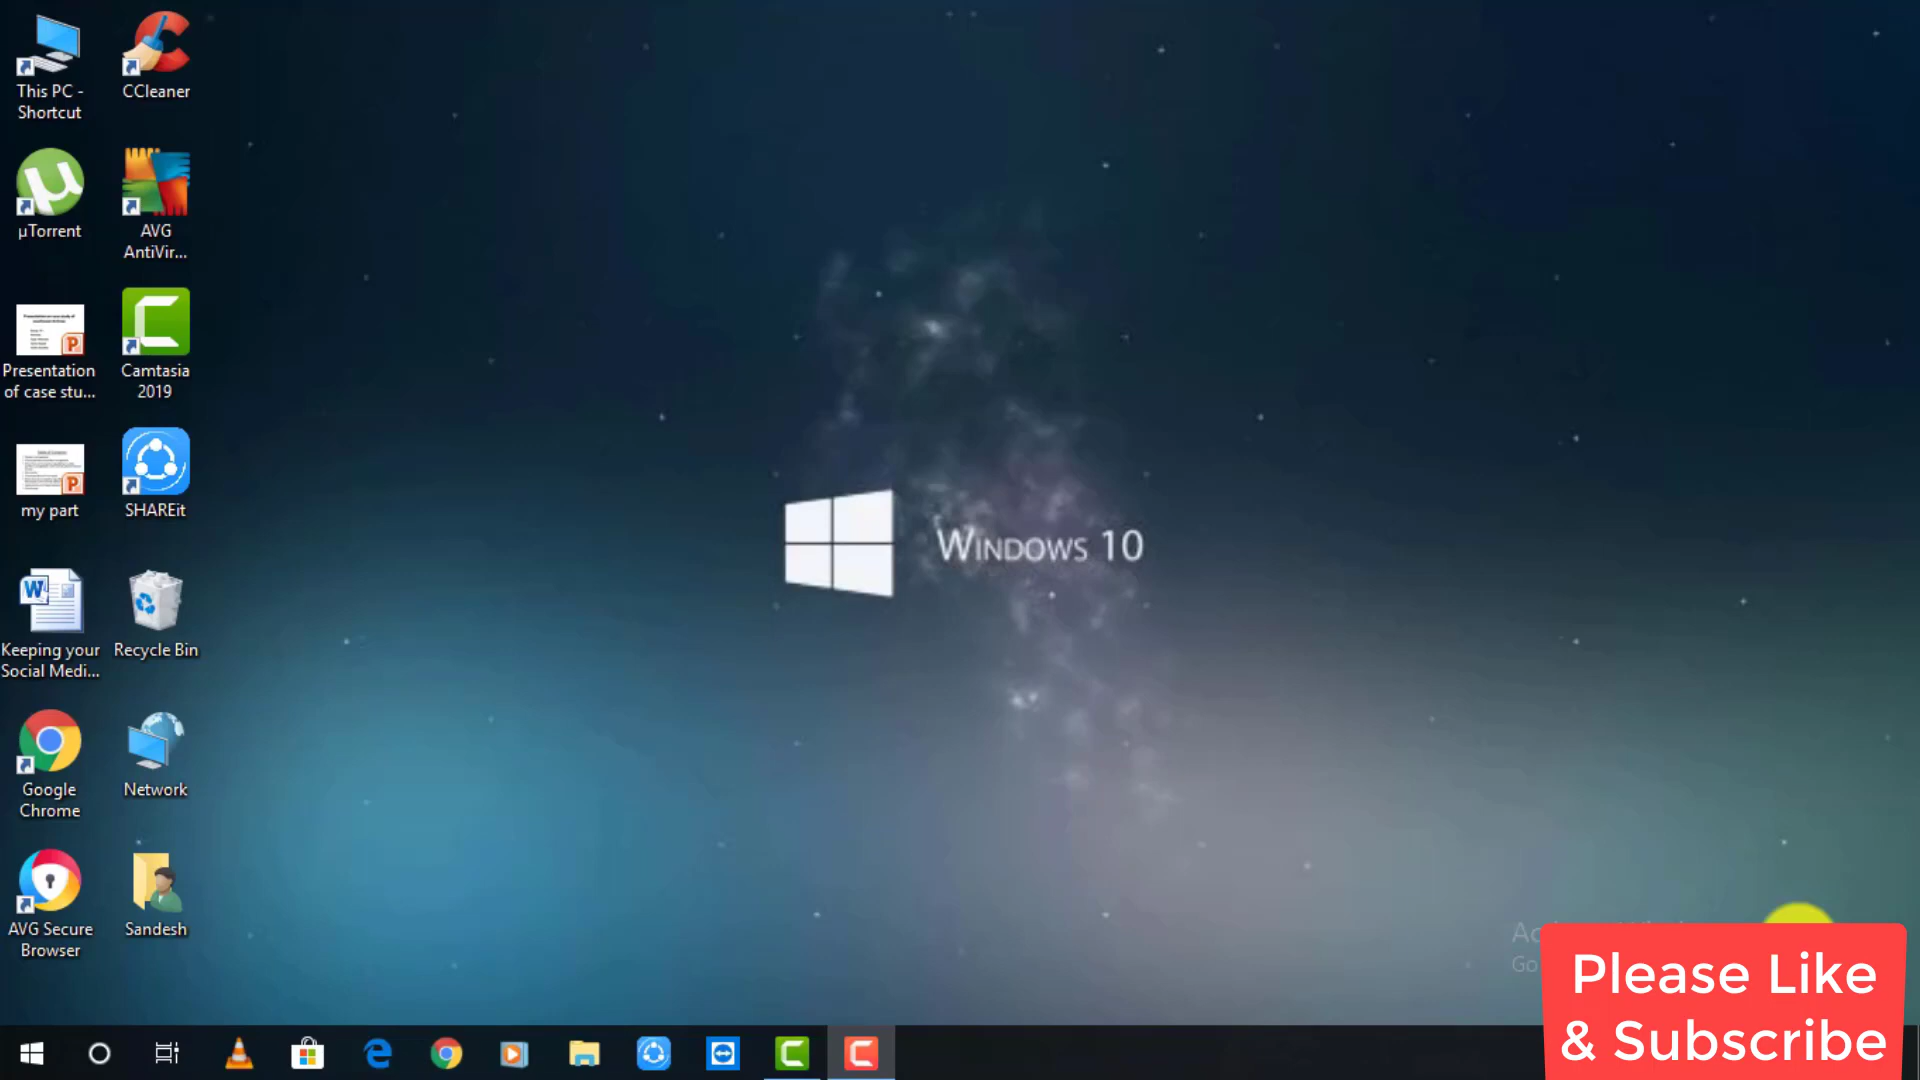 This PC -
Shortcut
CCleaner
µTorrent
AVG
AntiVir...
Presentation
of case stu...
Camtasia
2019
my part
SHAREit
Keeping your
Social Medi...
Recycle Bin
Google
Chrome
Network
AVG Secure
Browser
Sandesh
WINDOWS 10
Please Like
& Subscribe